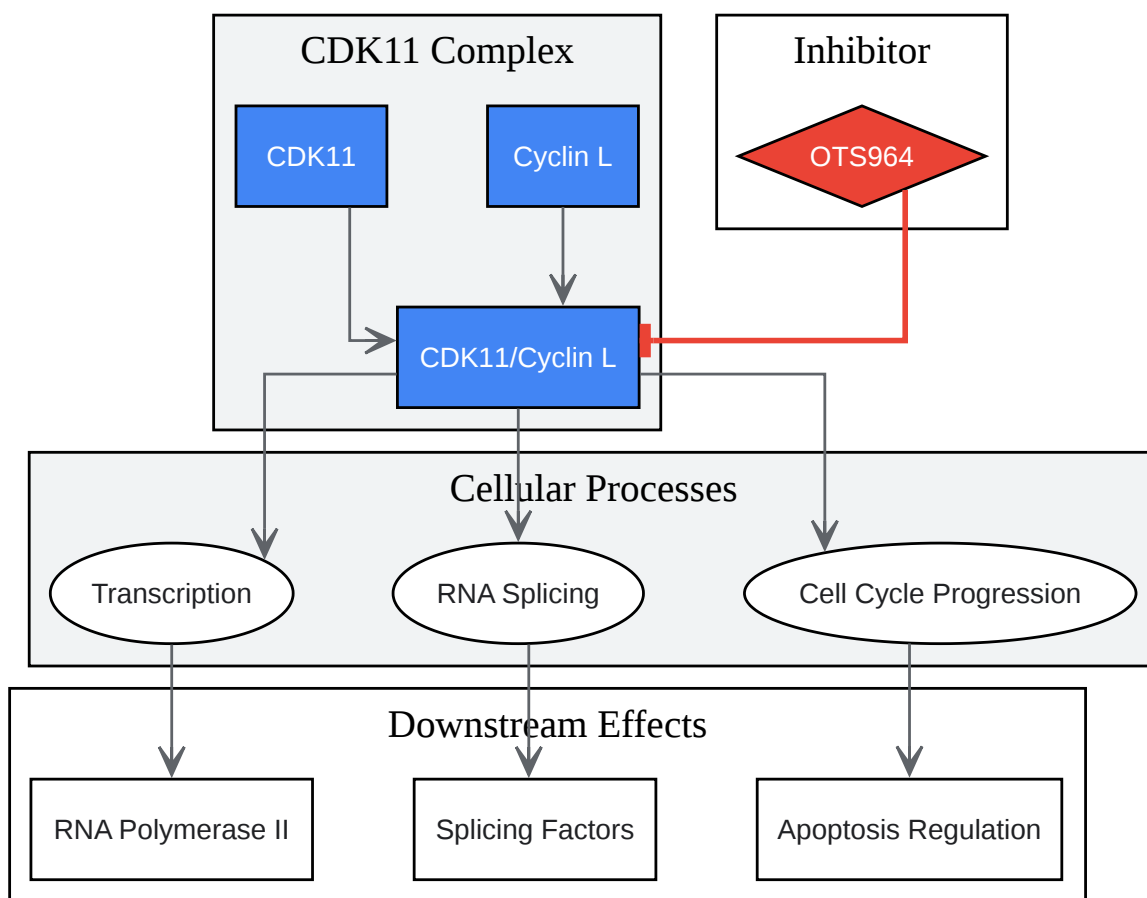 CDK11 Complex
Inhibitor
CDK11
Cyclin L
OTS964
CDK11/Cyclin L
Cellular Processes
Transcription
RNA Splicing
Cell Cycle Progression
Downstream Effects
RNA Polymerase II
Splicing Factors
Apoptosis Regulation